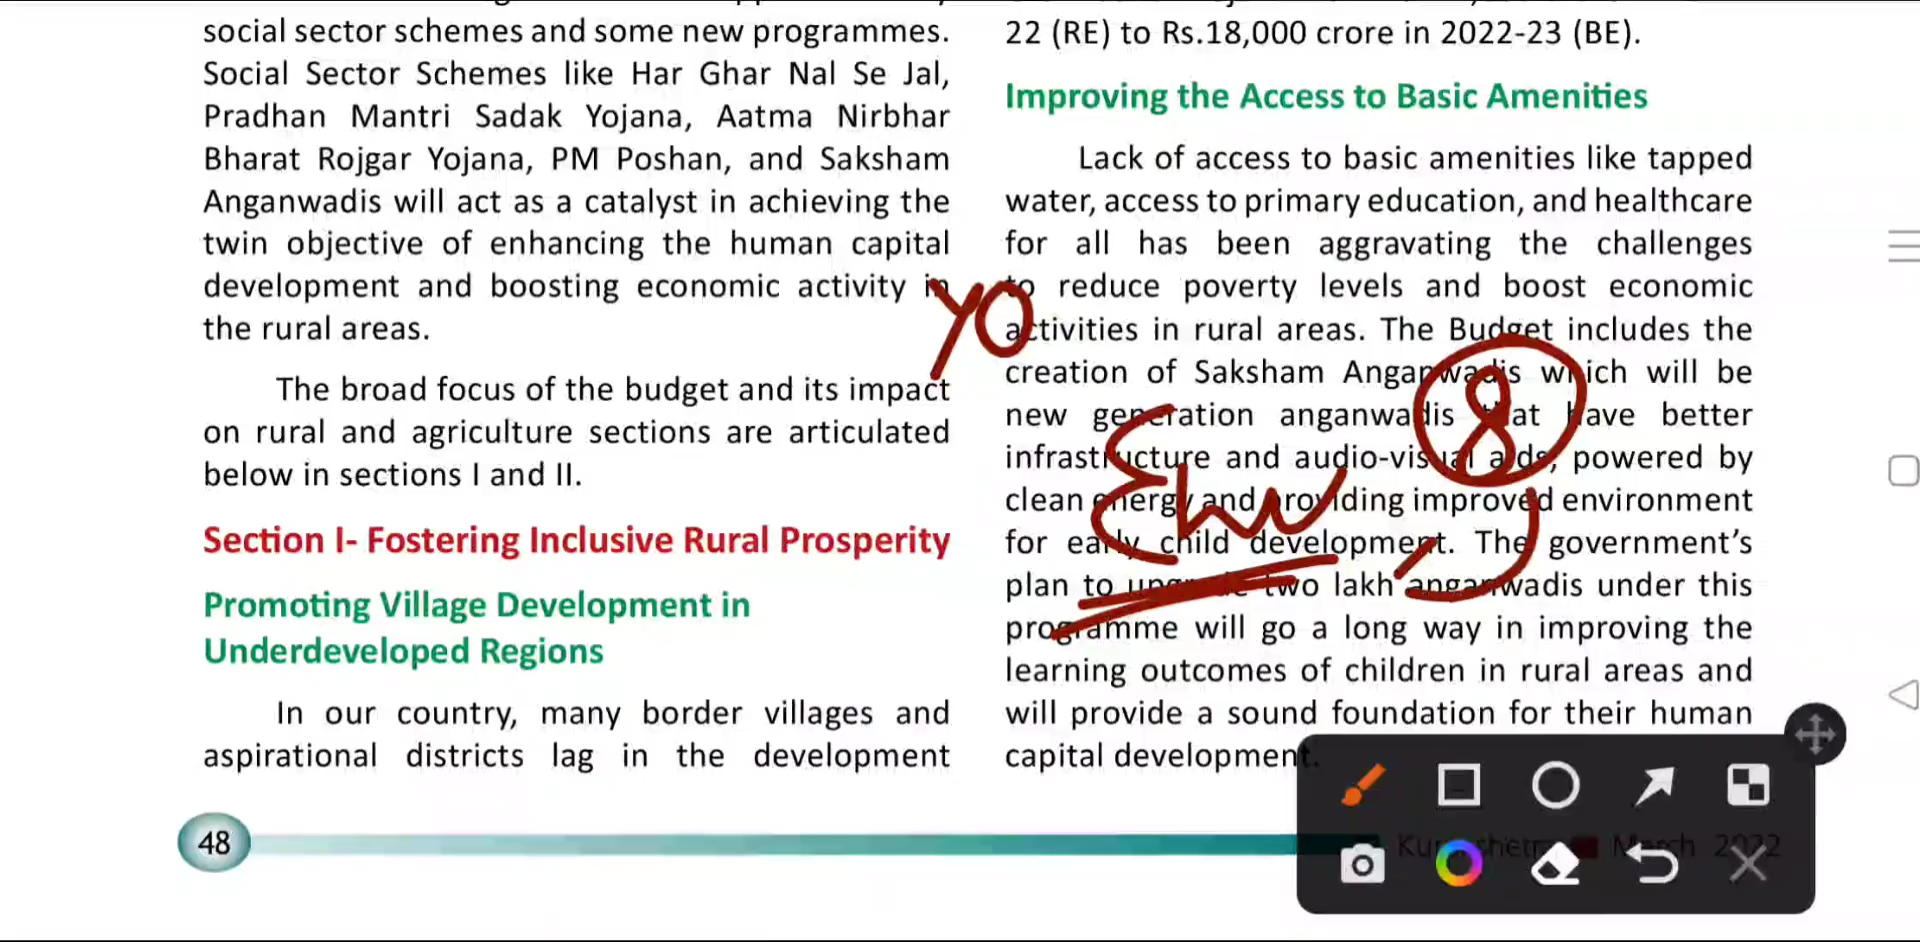 social sector schemes and some new programmes.
Social Sector Schemes like Har Ghar Nal Se Jal,
Pradhan Mantri Sadak Yojana, Aatma Nirbhar
Bharat Rojgar Yojana, PM Poshan, and Saksham
Anganwadis will act as a catalyst in achieving the
twin objective of enhancing the human capital
development and boosting economic activity in
the rural areas.
The broad focus of the budget and its impact
on rural and agriculture sections are articulated
below in sections I and II.
Section I- Fostering Inclusive Rural Prosperity
Promoting Village Development in
Underdeveloped Regions
In our country, many border villages and
aspirational districts lag in the development
22 (RE) to Rs.18,000 crore in 2022-23 (BE).
Improving the Access to Basic Amenities
Lack of access to basic amenities like tapped
water, access to primary education, and healthcare
for all has been aggravating the challenges
to reduce poverty levels and boost economic
activities in rural areas. The Budget includes the
creation of Saksham Anganwadis which will be
new generation anganwadis that have better
infrastructure and audio-visual aids, powered by
clean energy and providing improved environment
for early child development. The government's
plan to upgrade two lakh anganwadis under this
programme will go a long way in improving the
learning outcomes of children in rural areas and
will provide a sound foundation for their human
capital development.
YO
8
48
Kurukshetra March 2022